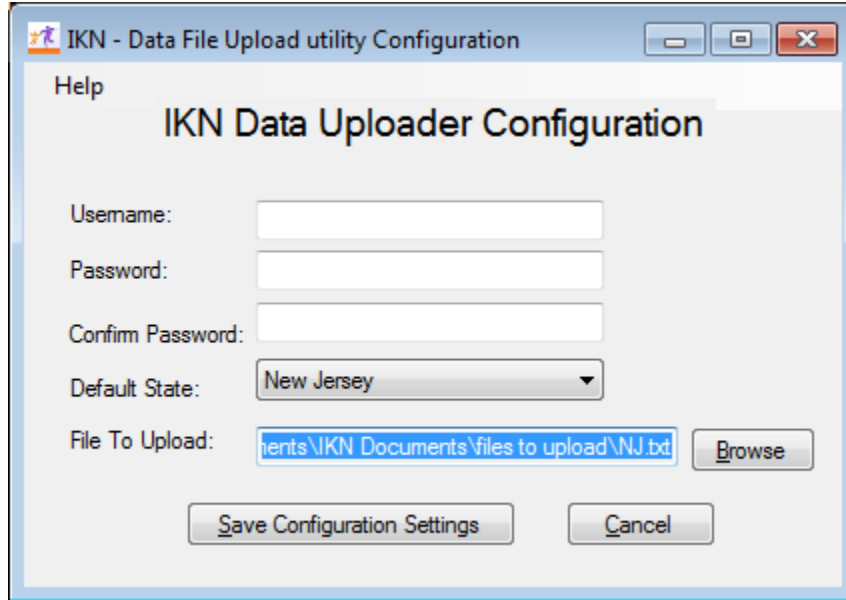 IKN - Data File Upload utility Configuration
Help
IKN Data Uploader Configuration
Username:
Password:
Confirm Password:
Default State: New Jersey
File To Upload: nents\IKN Documents\files to upload\NJ.txt Browse
Save Configuration Settings Cancel